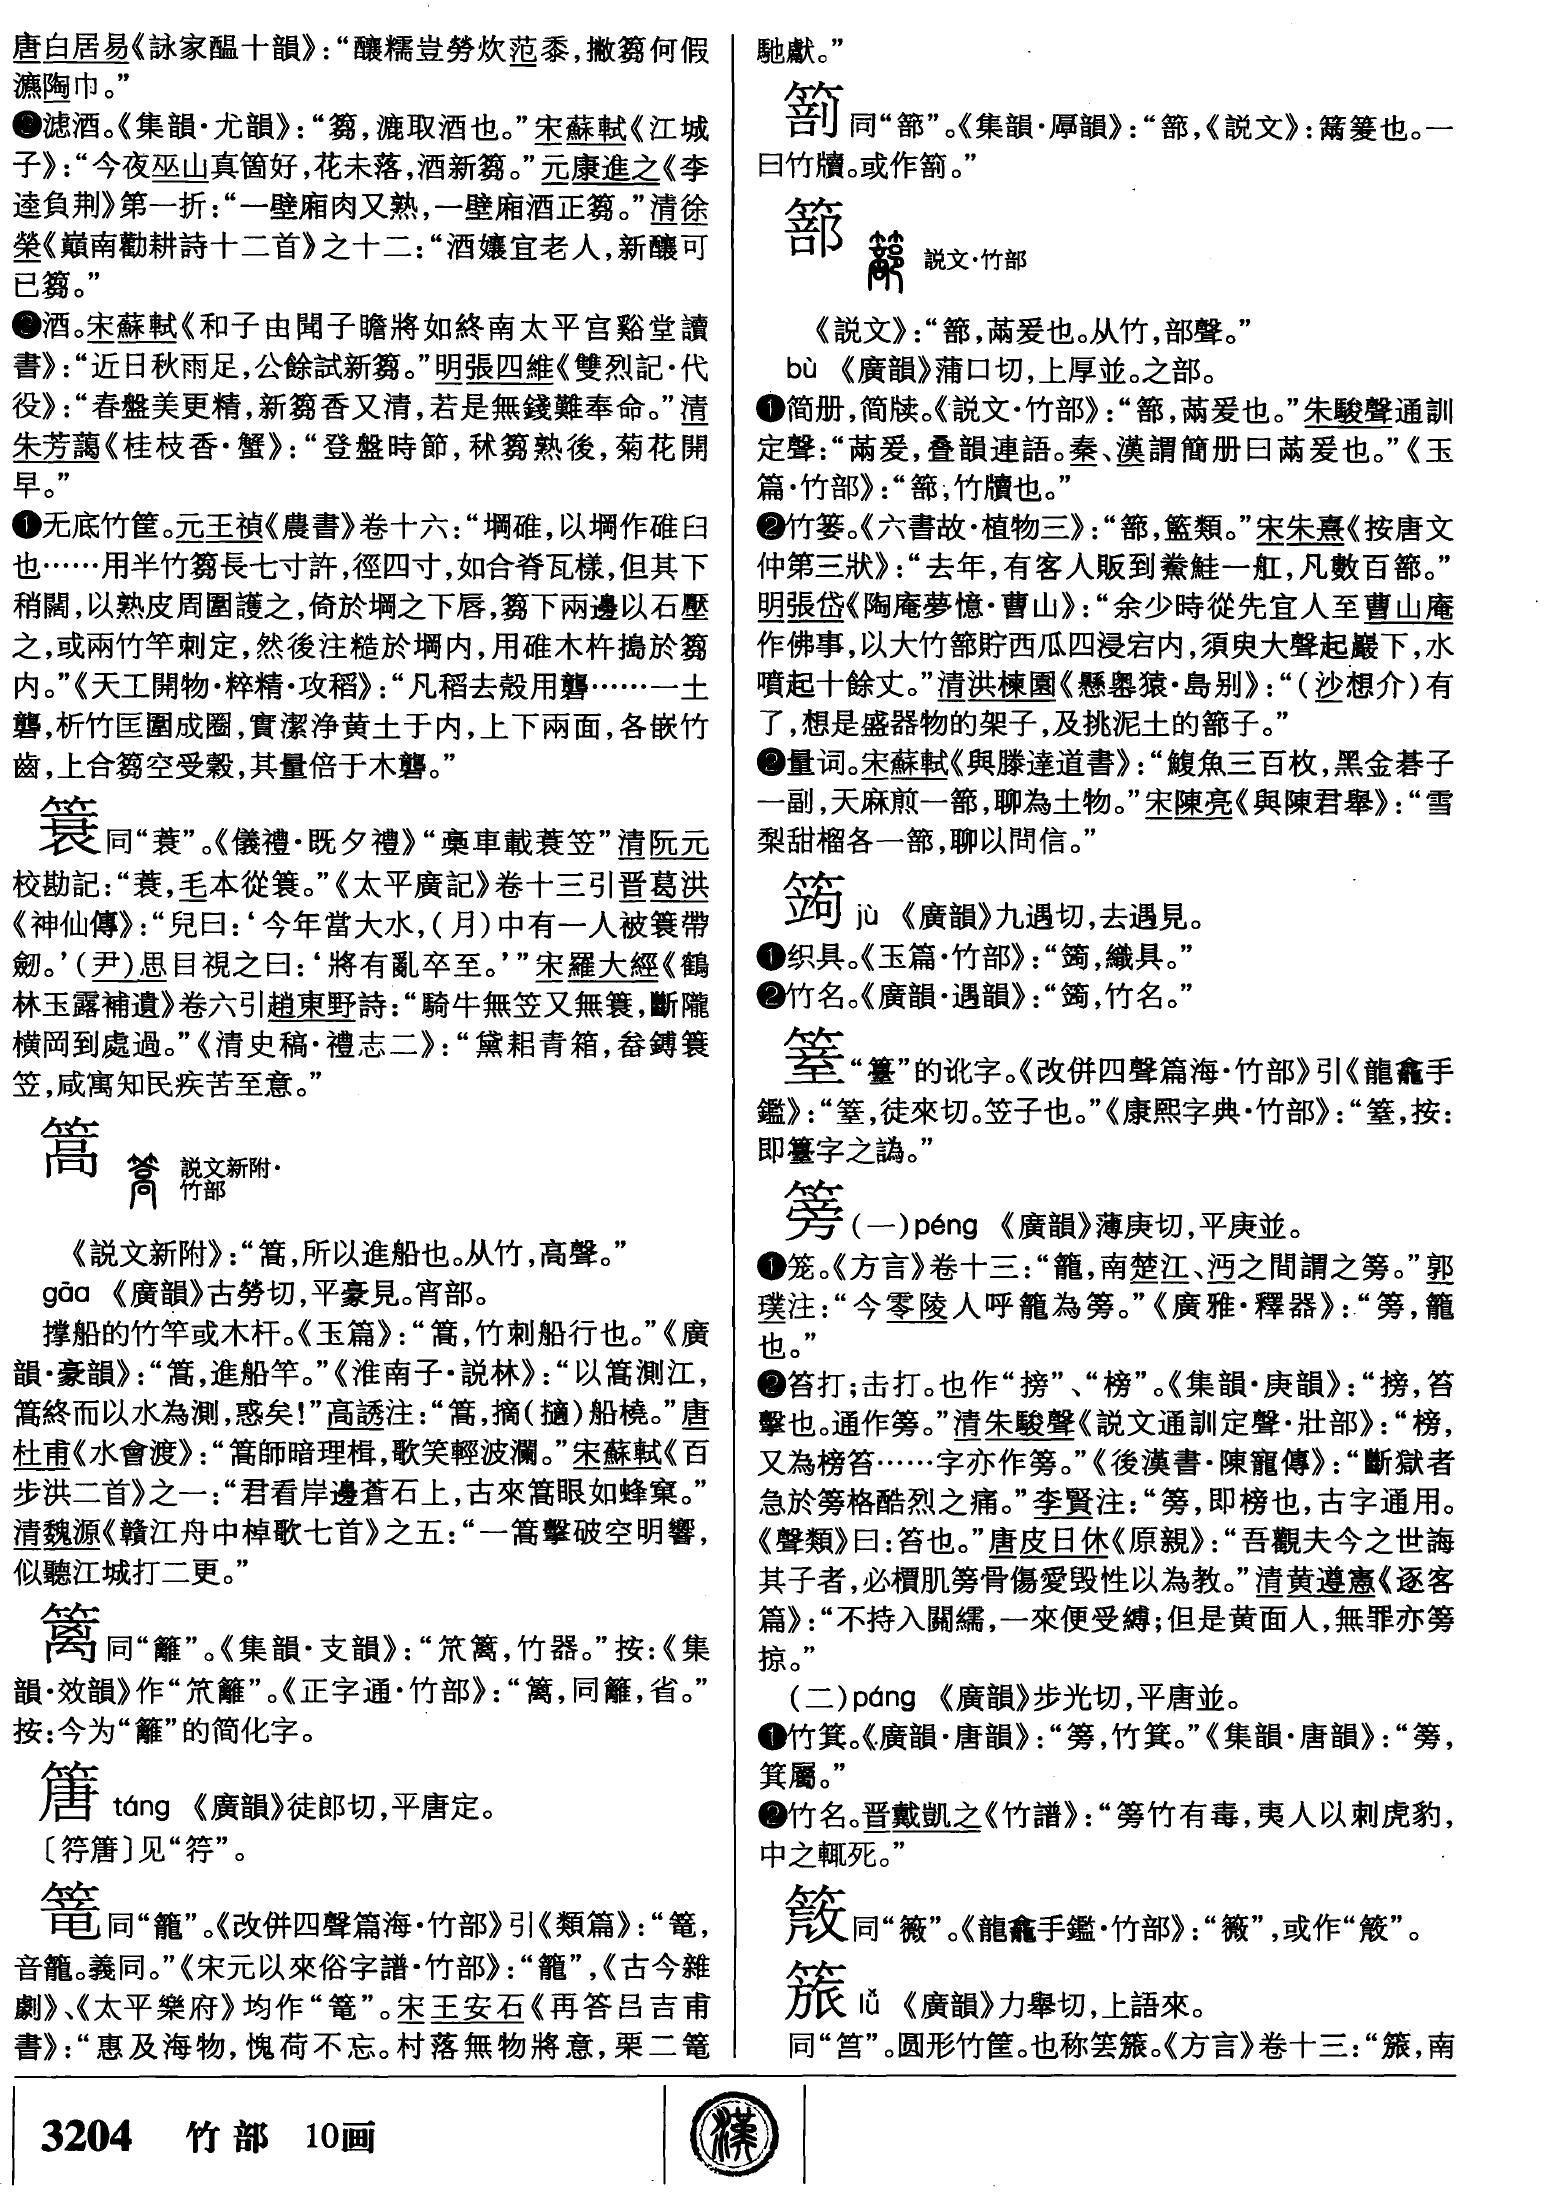 唐白居易《詠家醖十韻》：“釀糯豈勞炊范黍，撇篘何假
漉陶巾。”
❷滤酒。《集韻·尤韻》：“篘，漉取酒也。”宋蘇軾《江城
子》：“今夜巫山真箇好，花未落，酒新篘。”元康進之《李
逵負荆》第一折：“一壁廂肉又熟，一壁廂酒正篘。”清徐
榮《嶺南勸耕詩十二首》之十二：“酒孃宜老人，新釀可
已篘。”
❸酒。宋蘇軾《和子由聞子瞻將如終南太平宫谿堂讀
書》：“近日秋雨足，公餘試新篘。”明張四維《雙烈記·代
役》：“春盤美更精，新篘香又清，若是無錢難奉命。”清
朱芳藹《桂枝香·蟹》：“登盤時節，秫篘熟後，菊花開
早。”
❶无底竹筐。元王禎《農書》卷十六：“堈碓，以堈作碓臼
也……用半竹篘長七寸許，徑四寸，如合脊瓦樣，但其下
稍闊，以熟皮周圍護之，倚於堈之下唇，篘下兩邊以石壓
之，或兩竹竿刺定，然後注糙於堈内，用碓木杵搗於篘
内。”《天工開物·粹精·攻稻》：“凡稻去殻用礱……一土
礱，析竹匡圍成圈，實潔浄黄土于内，上下兩面，各嵌竹
齒，上合篘空受穀，其量倍于木礱。”
簑同“蓑”。《儀禮·既夕禮》“稾車載蓑笠”清阮元
校勘記：“蓑，毛本從簑。”《太平廣記》卷十三引晋葛洪
《神仙傳》：“兒曰：‘今年當大水，（月）中有一人被簑帶
劒。’（尹）思目視之曰：‘將有亂卒至。’”宋羅大經《鶴
林玉露補遺》卷六引趙東野詩：“騎牛無笠又無簑，斷隴
横岡到處過。”《清史稿·禮志二》：“黛耜青箱，畚鎛簑
笠，咸寓知民疾苦至意。”
篙 説文新附·
竹部
《説文新附》：“篙，所以進船也。从竹，高聲。”
gāo 《廣韻》古勞切，平豪見。宵部。
撑船的竹竿或木杆。《玉篇》：“篙，竹刺船行也。”《廣
韻·豪韻》：“篙，進船竿。”《淮南子·説林》：“以篙測江，
篙終而以水為測，惑矣！”高誘注：“篙，摘（擿）船橈。”唐
杜甫《水會渡》：“篙師暗理楫，歌笑輕波瀾。”宋蘇軾《百
步洪二首》之一：“君看岸邊蒼石上，古來篙眼如蜂窠。”
清魏源《贛江舟中棹歌七首》之五：“一篙擊破空明響，
似聽江城打二更。”
篱同“籬”。《集韻·支韻》：“笊篱，竹器。”按：《集
韻·效韻》作“笊籬”。《正字通·竹部》：“篱，同籬，省。”
按：今为“籬”的简化字。
篖 táng 《廣韻》徒郎切，平唐定。
〔筕篖〕见“筕”。
篭同“籠”。《改併四聲篇海·竹部》引《類篇》：“篭，
音籠。義同。”《宋元以來俗字譜·竹部》：“籠”，《古今雜
劇》、《太平樂府》均作“篭”。宋王安石《再答吕吉甫
書》：“惠及海物，愧荷不忘。村落無物將意，栗二篭
馳獻。”
㓼同“篰”。《集韻·厚韻》：“篰，《説文》：萹篗也。一
曰竹牘。或作㓼。”
篰 説文·竹部
《説文》：“篰，㒼爰也。从竹，部聲。”
bù 《廣韻》蒲口切，上厚並。之部。
❶简册，简牍。《説文·竹部》：“篰，㒼爰也。”朱駿聲通訓
定聲：“㒼爰，叠韻連語。秦、漢謂簡册曰㒼爰也。”《玉
篇·竹部》：“篰，竹牘也。”
❷竹篓。《六書故·植物三》：“篰，籃類。”宋朱熹《按唐文
仲第三狀》：“去年，有客人販到鮝鮭一舡，凡數百篰。”
明張岱《陶庵夢憶·曹山》：“余少時從先宜人至曹山庵
作佛事，以大竹篰貯西瓜四浸宕内，須臾大聲起巖下，水
噴起十餘丈。”清洪楝園《懸嶴猿·島别》：“（沙想介）有
了，想是盛器物的架子，及挑泥土的篰子。”
❷量词。宋蘇軾《與滕達道書》：“鰒魚三百枚，黑金碁子
一副，天麻煎一篰，聊為土物。”宋陳亮《與陳君舉》：“雪
梨甜榴各一篰，聊以問信。”
䈮 jù 《廣韻》九遇切，去遇見。
❶织具。《玉篇·竹部》：“䈮，織具。”
❷竹名。《廣韻·遇韻》：“䈮，竹名。”
“薹”的讹字。《改併四聲篇海·竹部》引《龍龕手
鑑》：“，徒來切。笠子也。”《康熙字典·竹部》：“，按：
即字之譌。”
篣（一）péng 《廣韻》薄庚切，平庚並。
❶笼。《方言》卷十三：“籠，南楚江、沔之間謂之篣。”郭
璞注：“今零陵人呼籠為篣。”《廣雅·釋器》：“篣，籠
也。”
❷笞打；击打。也作“搒”、“榜”。《集韻·庚韻》：“搒，笞
擊也。通作篣。”清朱駿聲《説文通訓定聲·壯部》：“榜，
又為榜笞……字亦作篣。”《後漢書·陳寵傳》：“斷獄者
急於篣格酷烈之痛。”李賢注：“篣，即榜也，古字通用。
《聲類》曰：笞也。”唐皮日休《原親》：“吾觀夫今之世誨
其子者，必檟肌篣骨傷愛毁性以為教。”清黄遵憲《逐客
篇》：“不持入關繻，一來便受縛；但是黄面人，無罪亦篣
掠。”
（二）páng 《廣韻》步光切，平唐並。
❶竹箕。《廣韻·唐韻》：“篣，竹箕。”《集韻·唐韻》：“篣，
箕屬。”
❷竹名。晋戴凱之《竹譜》：“篣竹有毒，夷人以刺虎豹，
中之輒死。”
同“薇”。《龍龕手鑑·竹部》：“薇”，或作“”。
簇 lǚ 《廣韻》力舉切，上語來。
同“筥”。圆形竹筐。也称筥。《方言》卷十三：“，南
3204 竹部 10画
漢